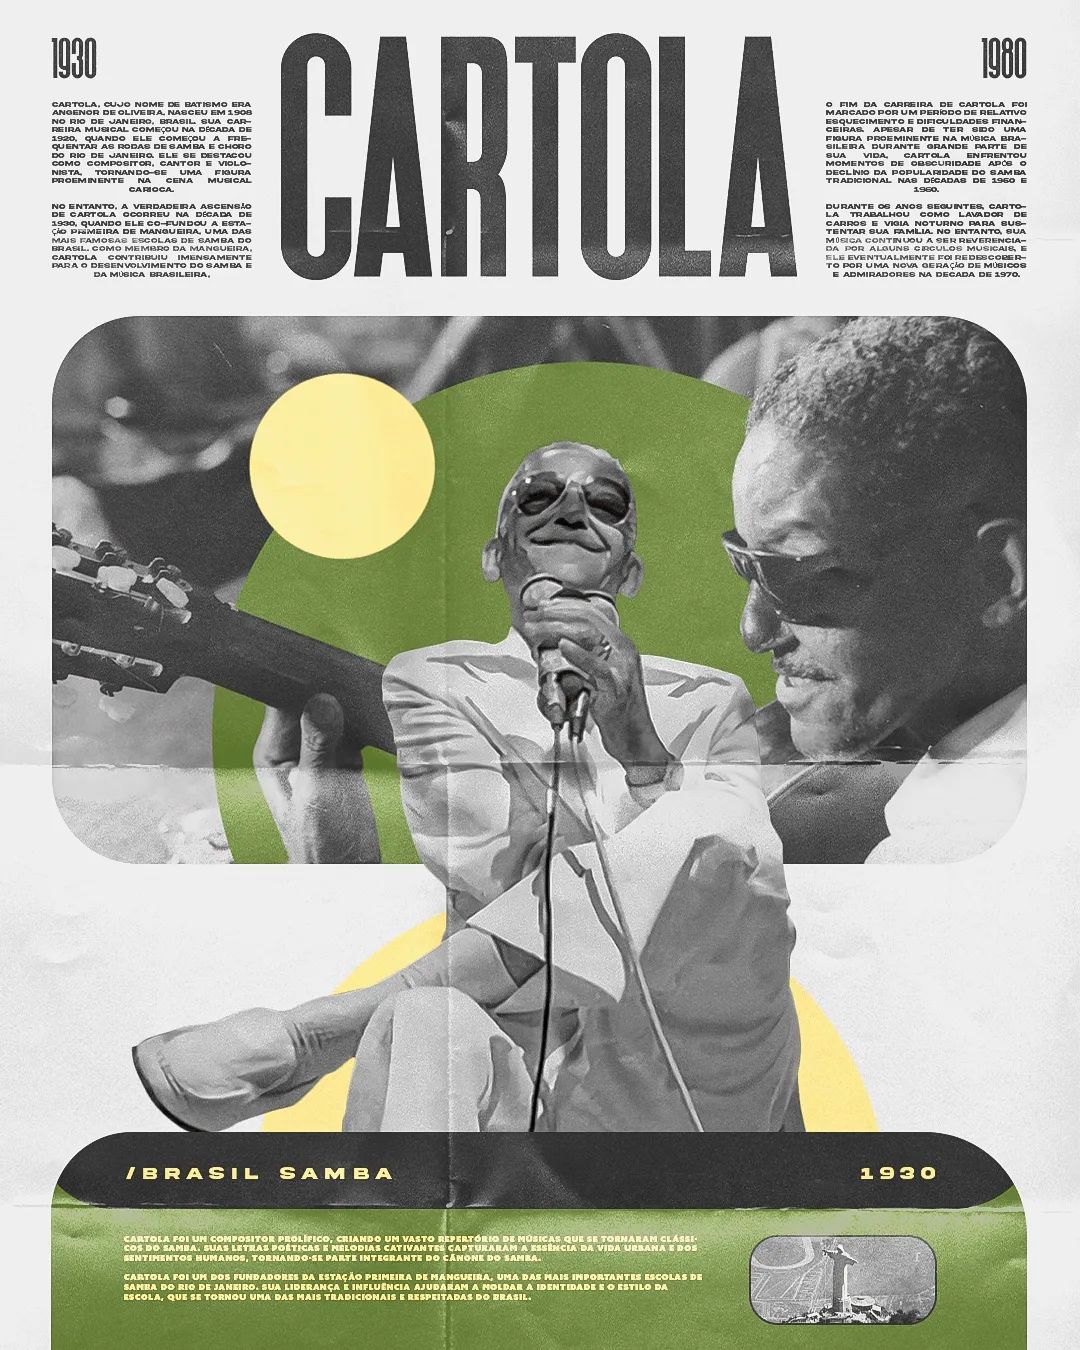 1930
CARTOLA
1980
CARTOLA, CUJO NOME DE BATISMO ERA
ANGENOR DE OLIVEIRA, NASCEU EM 1908
NO RIO DE JANEIRO, BRASIL. SUA CAR-
REIRA MUSICAL COMEÇOU NA DÉCADA DE
1920, QUANDO ELE COMEÇOU A FRE-
QUENTAR AS RODAS DE SAMBA E CHORO
DO RIO DE JANEIRO. ELE SE DESTACOU
COMO COMPOSITOR, CANTOR E VIOLO-
NISTA, TORNANDO-SE UMA FIGURA
PROEMINENTE NA CENA MUSICAL
CARIOCA.
NO ENTANTO, A VERDADEIRA ASCENSÃO
DE CARTOLA OCORREU NA DÉCADA DE
1930, QUANDO ELE CO-FUNDOU A ESTA-
ÇÃO PRIMEIRA DE MANGUEIRA, UMA DAS
MAIS FAMOSAS ESCOLAS DE SAMBA DO
BRASIL. COMO MEMBRO DA MANGUEIRA,
CARTOLA CONTRIBUIU IMENSAMENTE
PARA O DESENVOLVIMENTO DO SAMBA E
DA MÚSICA BRASILEIRA,
O FIM DA CARREIRA DE CARTOLA FOI
MARCADO POR UM PERÍODO DE RELATIVO
ESQUECIMENTO E DIFICULDADES FINAN-
CEIRAS. APESAR DE TER SIDO UMA
FIGURA PROEMINENTE NA MÚSICA BRA-
SILEIRA DURANTE GRANDE PARTE DE
SUA VIDA, CARTOLA ENFRENTOU
MOMENTOS DE OBSCURIDADE APÓS O
DECLÍNIO DA POPULARIDADE DO SAMBA
TRADICIONAL NAS DÉCADAS DE 1950 E
1960.
DURANTE OS ANOS SEGUINTES, CARTO-
LA TRABALHOU COMO LAVADOR DE
CARROS E VIGIA NOTURNO PARA SUS-
TENTAR SUA FAMÍLIA. NO ENTANTO, SUA
MÚSICA CONTINUOU A SER REVERENCIA-
DA POR ALGUNS CÍRCULOS MUSICAIS, E
ELE EVENTUALMENTE FOI REDESCOBER-
TO POR UMA NOVA GERAÇÃO DE MÚSICOS
E ADMIRADORES NA DÉCADA DE 1970.
/BRASIL SAMBA
1930
CARTOLA FOI UM COMPOSITOR PROLÍFICO, CRIANDO UM VASTO REPERTÓRIO DE MÚSICAS QUE SE TORNARAM CLÁSSI-
COS DO SAMBA. SUAS LETRAS POÉTICAS E MELODIAS CATIVANTES CAPTURARAM A ESSÊNCIA DA VIDA URBANA E DOS
SENTIMENTOS HUMANOS, TORNANDO-SE PARTE INTEGRANTE DO CÂNONE DO SAMBA.
CARTOLA FOI UM DOS FUNDADORES DA ESTAÇÃO PRIMEIRA DE MANGUEIRA, UMA DAS MAIS IMPORTANTES ESCOLAS DE
SAMBA DO RIO DE JANEIRO. SUA LIDERANÇA E INFLUÊNCIA AJUDARAM A MOLDAR A IDENTIDADE E O ESTILO DA
ESCOLA, QUE SE TORNOU UMA DAS MAIS TRADICIONAIS E RESPEITADAS DO BRASIL.